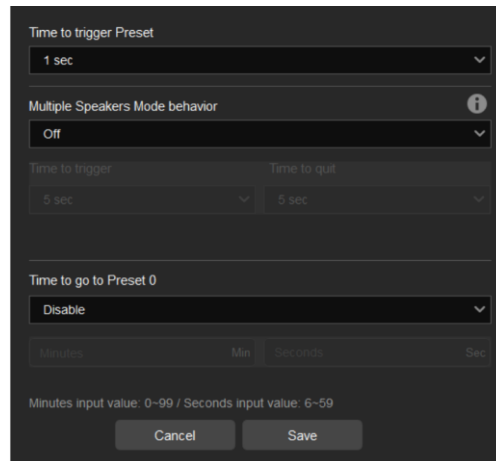 Time to trigger Preset
1 sec
Multiple Speakers Mode behavior
Off
Time to trigger Time to quit
5 sec 5 sec
Time to go to Preset 0
Disable
Minutes Min Seconds Sec
Minutes input value: 0~99 / Seconds input value: 6~59
Cancel Save